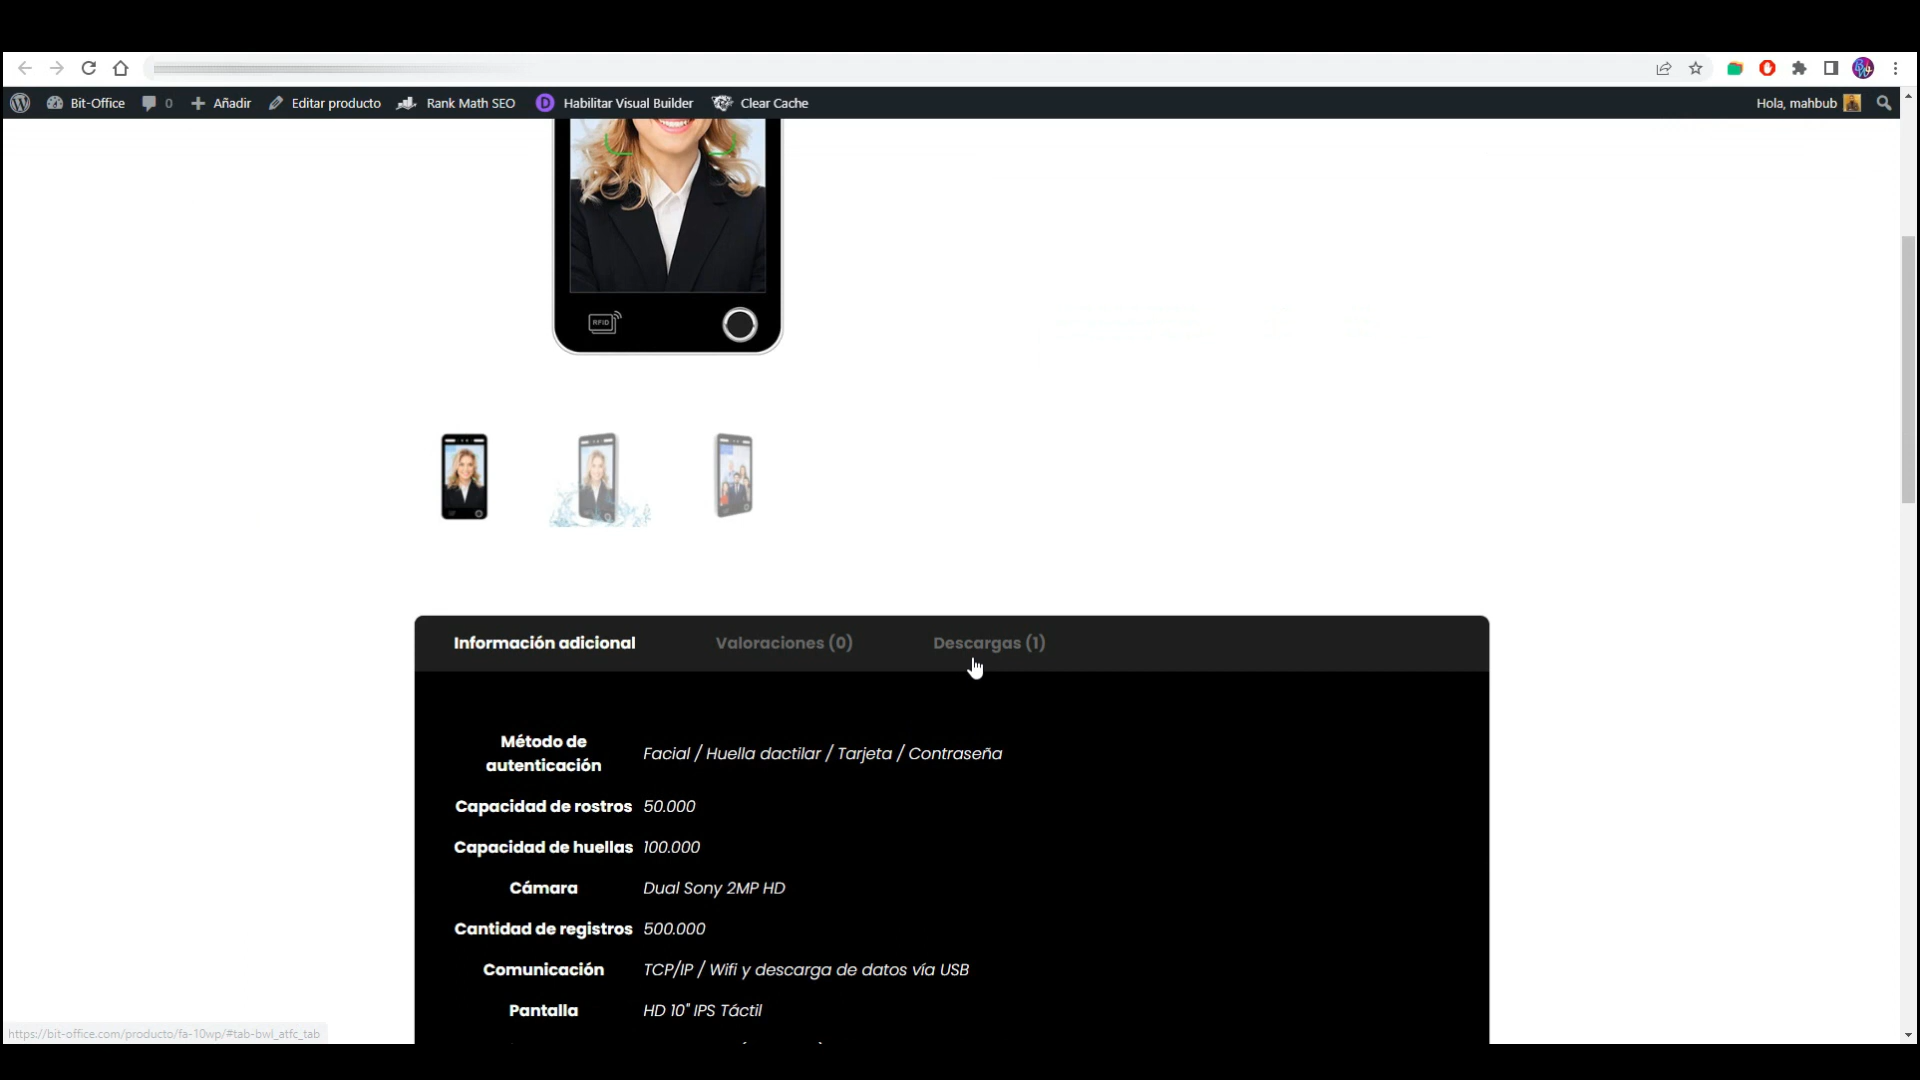 Bit-Office 0 Añadir Editar producto Rank Math SEO D Habilitar Visual Builder Clear Cache Hola, mahbub
RFID
Información adicional Valoraciones (0) Descargas (1)
Método de
autenticación Facial / Huella dactilar / Tarjeta / Contraseña
Capacidad de rostros 50.000
Capacidad de huellas 100.000
Cámara Dual Sony 2MP HD
Cantidad de registros 500.000
Comunicación TCP/IP / Wifi y descarga de datos vía USB
Pantalla HD 10" IPS Táctil
https://bit-office.com/producto/fa-10wp/#tab-bwl_atfc_tab